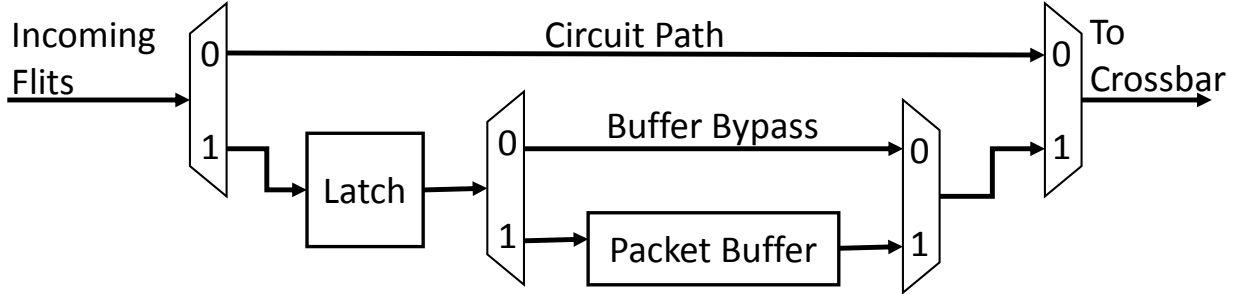 Incoming
Flits
0
1
Circuit Path
Latch
0
1
Buffer Bypass
Packet Buffer
0
1
0
1
To
Crossbar